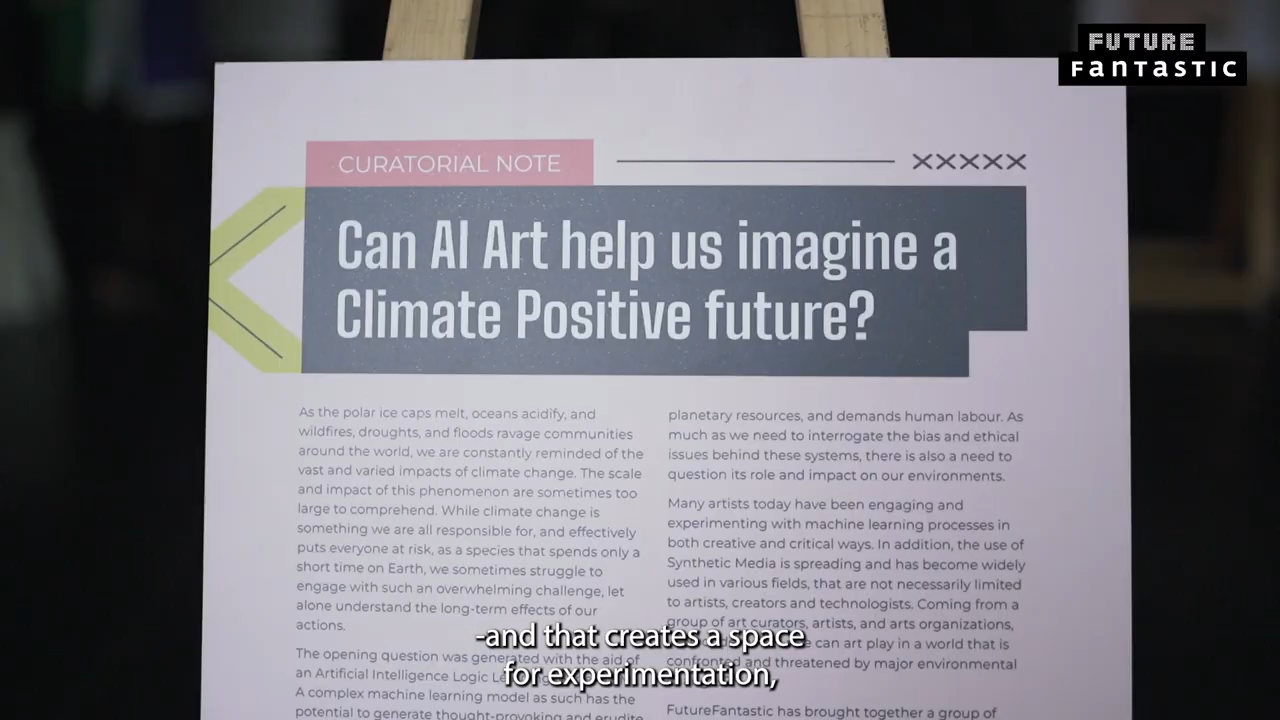 FUTURE
FANTASTIC
CURATORIAL NOTE
XXXXX
Can AI Art help us imagine a
Climate Positive future?
As the polar ice caps melt, oceans acidify, and
wildfires, droughts, and floods ravage communities
around the world, we are constantly reminded of the
vast and varied impacts of climate change. The scale
and impact of this phenomenon are sometimes too
large to comprehend. While climate change is
something we are all responsible for, and effectively
puts everyone at risk, as a species that spends only a
short time on Earth, we sometimes struggle to
engage with such an overwhelming challenge, let
alone understand the long-term effects of our
actions.
The opening question was generated with the aid of
an Artificial Intelligence Logic
A complex machine learning model as such has the
potential to generate thought-provoking and erudite
planetary resources, and demands human labour. As
much as we need to interrogate the bias and ethical
issues behind these systems, there is also a need to
question its role and impact on our environments.
Many artists today have been engaging and
experimenting with machine learning processes in
both creative and critical ways. In addition, the use of
Synthetic Media is spreading and has become widely
used in various fields, that are not necessarily limited
to artists, creators and technologists. Coming from a
group of art curators, artists, and arts organizations,
can art play in a world that is
confronted and threatened by major environmental
FutureFantastic has brought together a group of
-and that creates a space
for experimentation,